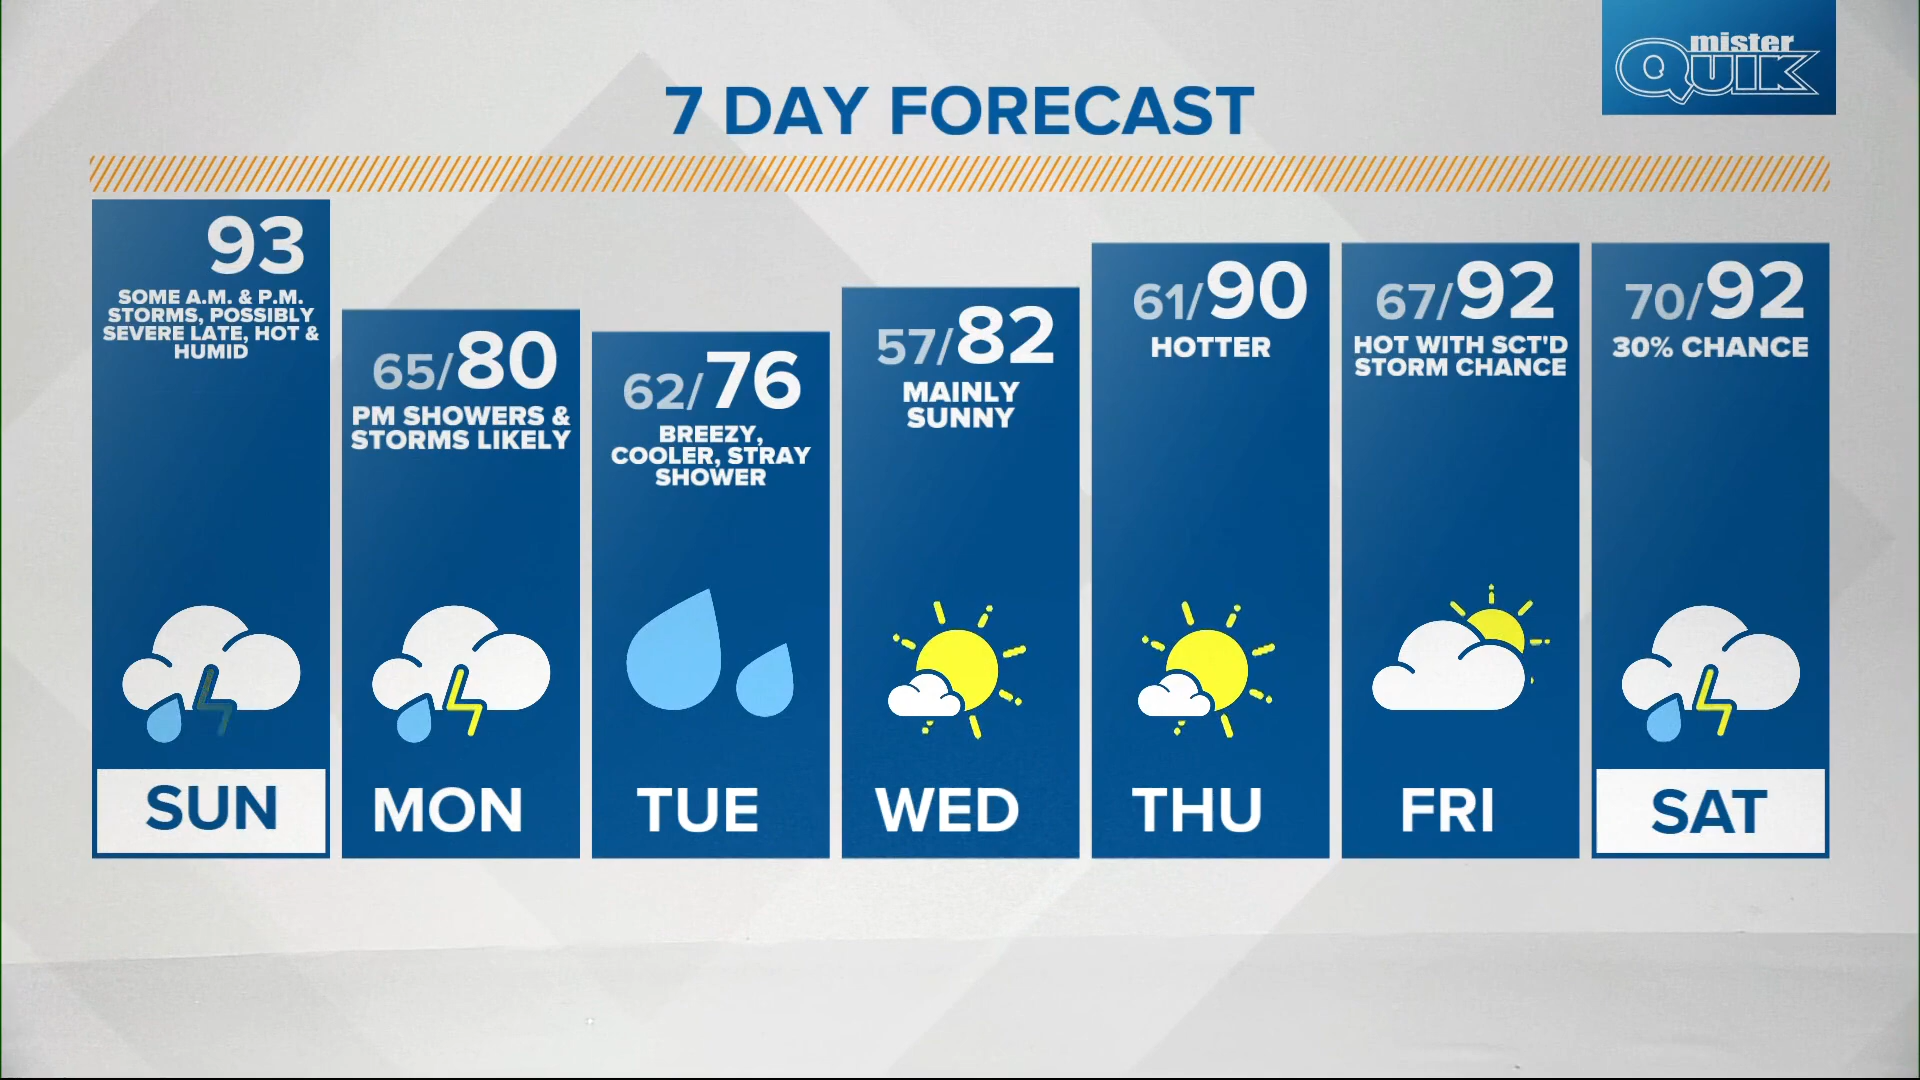 mister
QUIK
7 DAY FORECAST
93
SOME A.M. & P.M.
STORMS, POSSIBLY
SEVERE LATE, HOT &
HUMID
SUN
65/80
PM SHOWERS &
STORMS LIKELY
MON
62/76
BREEZY,
COOLER, STRAY
SHOWER
TUE
57/82
MAINLY
SUNNY
WED
61/90
HOTTER
THU
67/92
HOT WITH SCT'D
STORM CHANCE
FRI
70/92
30% CHANCE
SAT